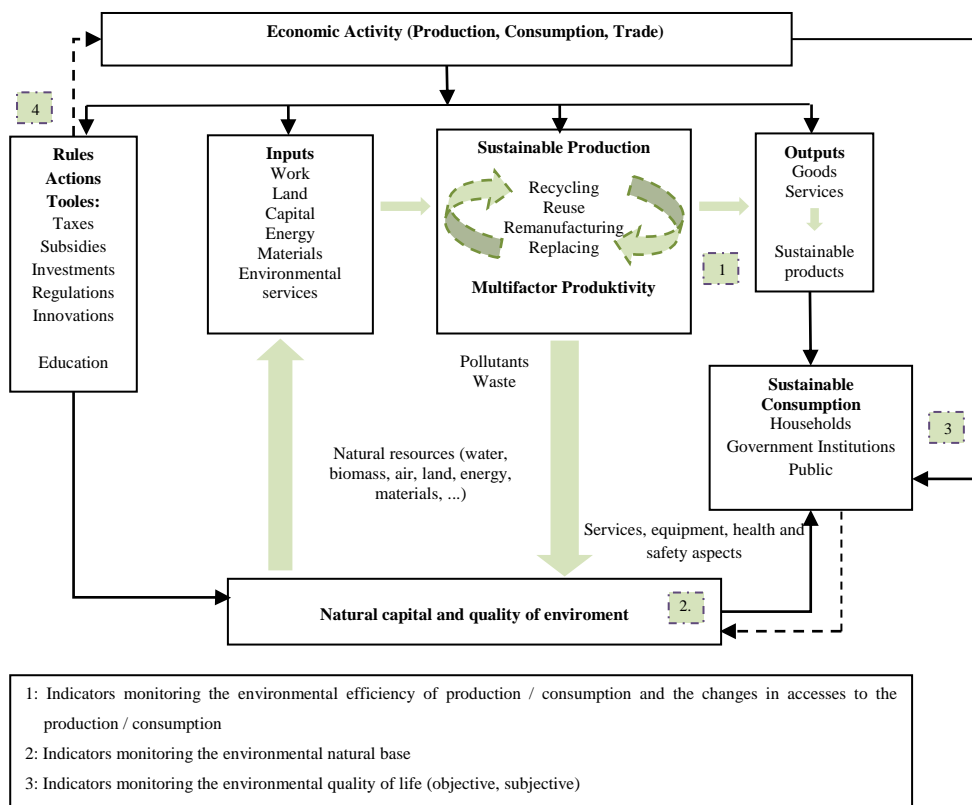 Economic Activity (Production, Consumption, Trade)
4
Rules
Actions
Tooles:
Taxes
Subsidies
Investments
Regulations
Innovations
Education
Inputs
Work
Land
Capital
Energy
Materials
Environmental
services
Sustainable Production
Recycling
Reuse
Remanufacturing
Replacing
Multifactor Produktivity
1
Outputs
Goods
Services
Sustainable
products
Pollutants
Waste
Sustainable
Consumption
Households
Government Institutions
Public
3
Natural resources (water,
biomass, air, land, energy,
materials, ...)
Services, equipment, health and
safety aspects
Natural capital and quality of enviroment
2.
1: Indicators monitoring the environmental efficiency of production / consumption and the changes in accesses to the
production / consumption
2: Indicators monitoring the environmental natural base
3: Indicators monitoring the environmental quality of life (objective, subjective)